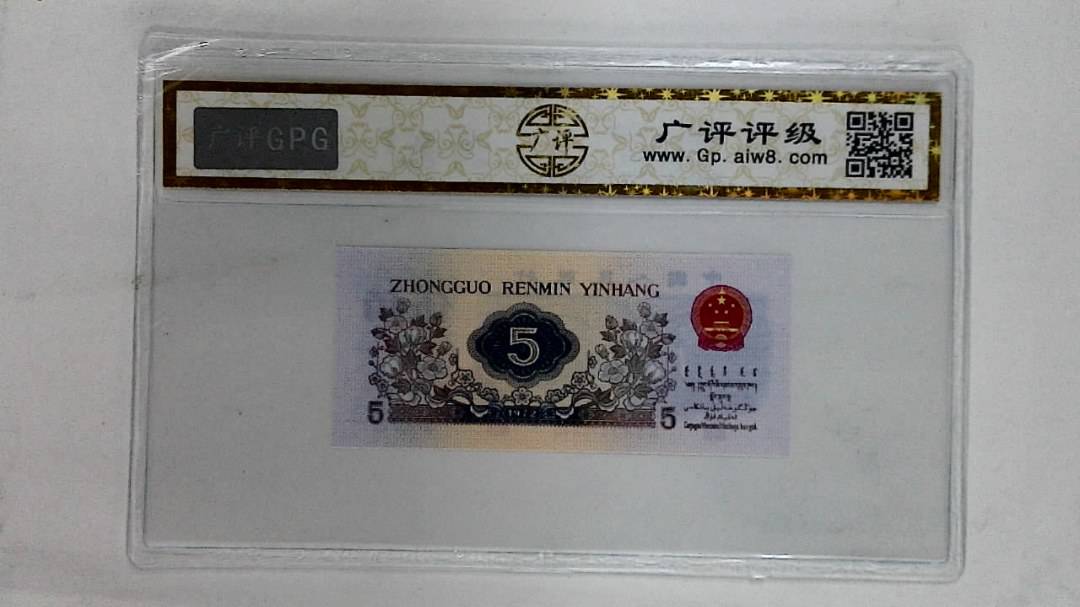 广评GPG
广评
广评评级
www. Gp. aiw8. com
ZHONGGUO RENMIN YINHANG
5
1972
5
5